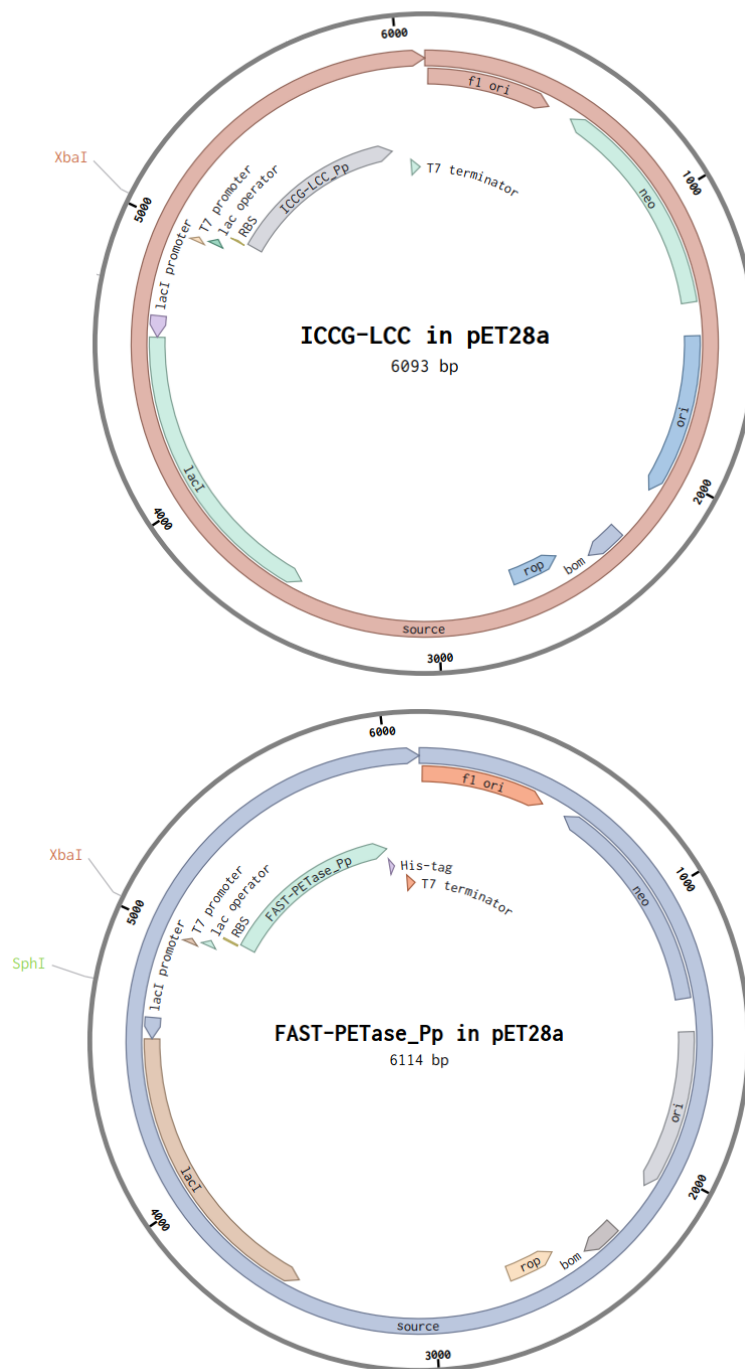 6000
f1 ori
XbaI
T7 promoter
lac operator
RBS
ICCG-LCC_Pp
T7 terminator
neo
1000
5000
lacI promoter
ICCG-LCC in pET28a
6093 bp
lacI
ori
4000
2000
rop
bom
source
3000
6000
f1 ori
XbaI
T7 promoter
lac operator
RBS
FAST-PETase_Pp
His-tag
T7 terminator
neo
1000
5000
lacI promoter
SphI
FAST-PETase_Pp in pET28a
6114 bp
ori
lacI
4000
2000
rop
bom
source
3000